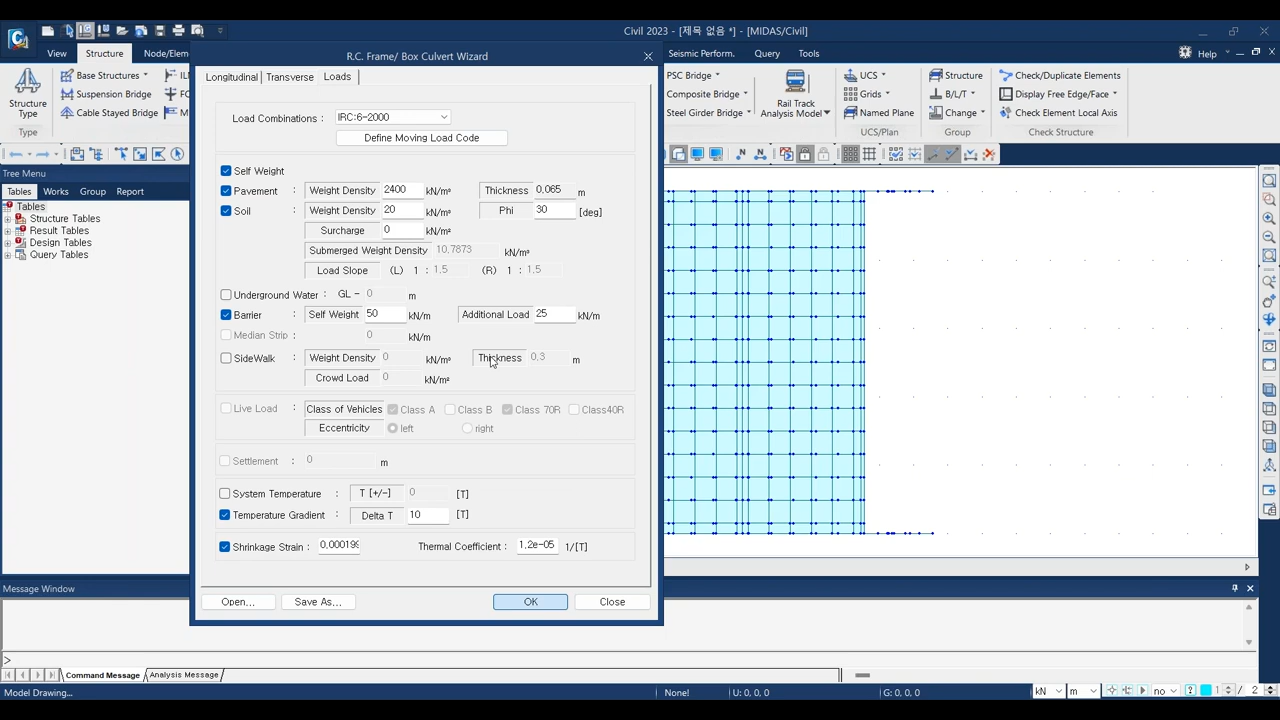 Civil 2023 - [제목 없음 *] - [MIDAS/Civil]
View Structure Node/Elem Seismic Perform. Query Tools Help
Structure Type
Type
Base Structures
Suspension Bridge
Cable Stayed Bridge
PSC Bridge
Composite Bridge
Steel Girder Bridge
Rail Track Analysis Model
UCS
Grids
Named Plane
UCS/Plan
Structure
B/L/T
Change
Group
Check/Duplicate Elements
Display Free Edge/Face
Check Element Local Axis
Check Structure
Tree Menu
Tables Works Group Report
Tables
Structure Tables
Result Tables
Design Tables
Query Tables
R.C. Frame/ Box Culvert Wizard
Longitudinal Transverse Loads
Load Combinations : IRC:6-2000
Define Moving Load Code
Self Weight
Pavement : Weight Density 2400 kN/m³ Thickness 0,065 m
Soil : Weight Density 20 kN/m³ Phi 30 [deg]
Surcharge 0 kN/m²
Submerged Weight Density 10,7873 kN/m³
Load Slope (L) 1 : 1,5 (R) 1 : 1,5
Underground Water : GL - 0 m
Barrier : Self Weight 50 kN/m Additional Load 25 kN/m
Median Strip : 0 kN/m
SideWalk : Weight Density 0 kN/m³ Thickness 0,3 m
Crowd Load 0 kN/m²
Live Load : Class of Vehicles Class A Class B Class 70R Class40R
Eccentricity left right
Settlement : 0 m
System Temperature : T [+/-] 0 [T]
Temperature Gradient : Delta T 10 [T]
Shrinkage Strain : 0,00019 Thermal Coefficient : 1,2e-05 1/[T]
Open... Save As... OK Close
Message Window
>
Command Message Analysis Message
Model Drawing... None! U: 0, 0, 0 G: 0, 0, 0 kN m no ? 1 / 2